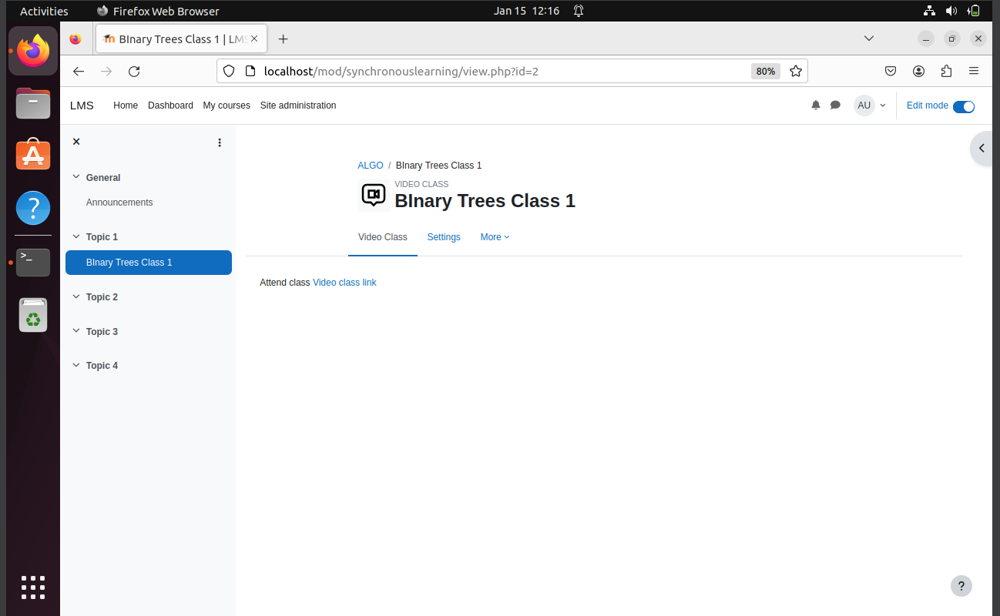 Activities Firefox Web Browser Jan 15 12:16
BInary Trees Class 1 | LMS
localhost/mod/synchronouslearning/view.php?id=2 80%
LMS Home Dashboard My courses Site administration AU Edit mode
General
Announcements
Topic 1
BInary Trees Class 1
Topic 2
Topic 3
Topic 4
ALGO / BInary Trees Class 1
VIDEO CLASS
BInary Trees Class 1
Video Class Settings More
Attend class Video class link
?